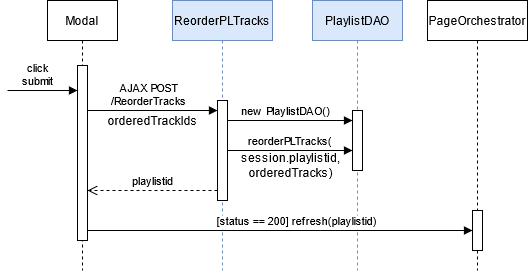 Modal
ReorderPLTracks
PlaylistDAO
PageOrchestrator
click
submit
AJAX POST
/ReorderTracks
orderedTrackIds
new PlaylistDAO()
reorderPLTracks(
session.playlistid,
orderedTracks)
playlistid
[status == 200] refresh(playlistid)